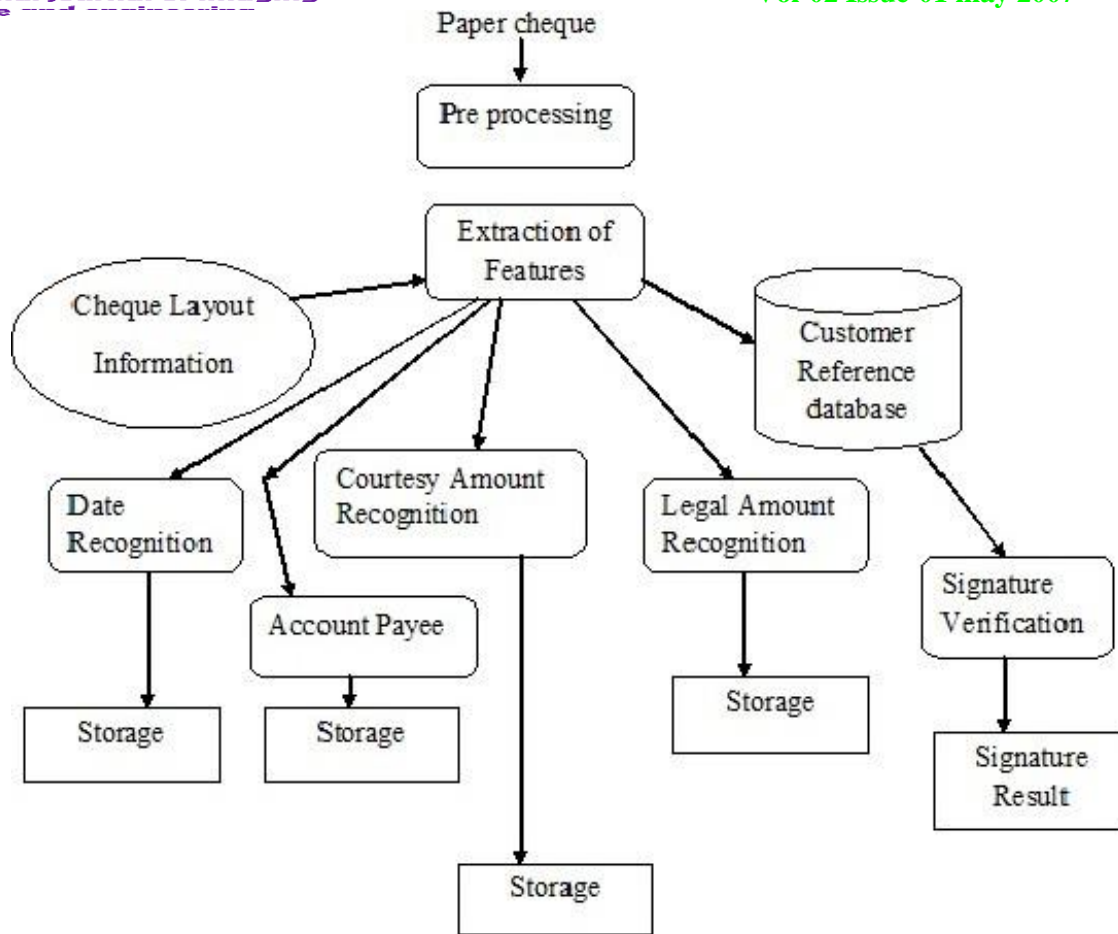 Paper cheque
Pre processing
Extraction of
Features
Cheque Layout
Information
Customer
Reference
database
Date
Recognition
Courtesy Amount
Recognition
Legal Amount
Recognition
Account Payee
Signature
Verification
Storage
Storage
Storage
Signature
Result
Storage